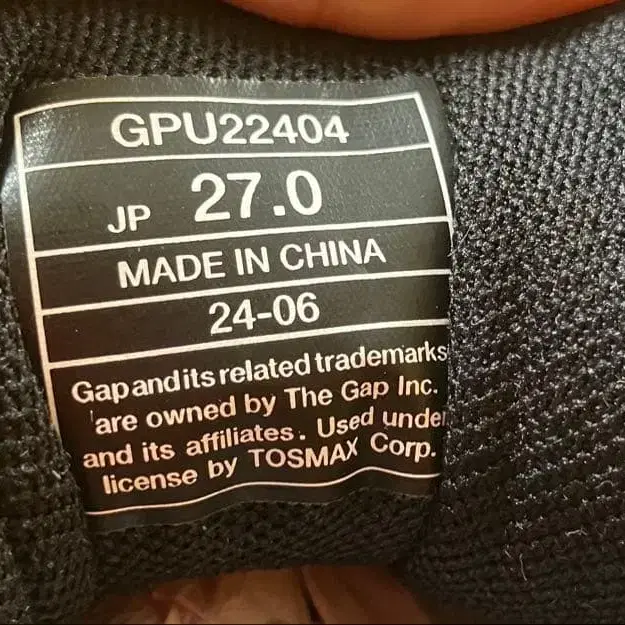 GPU22404
JP 27.0
MADE IN CHINA
24-06
Gap and its related trademarks
are owned by The Gap Inc.
and its affiliates. Used under
license by TOSMAX Corp.